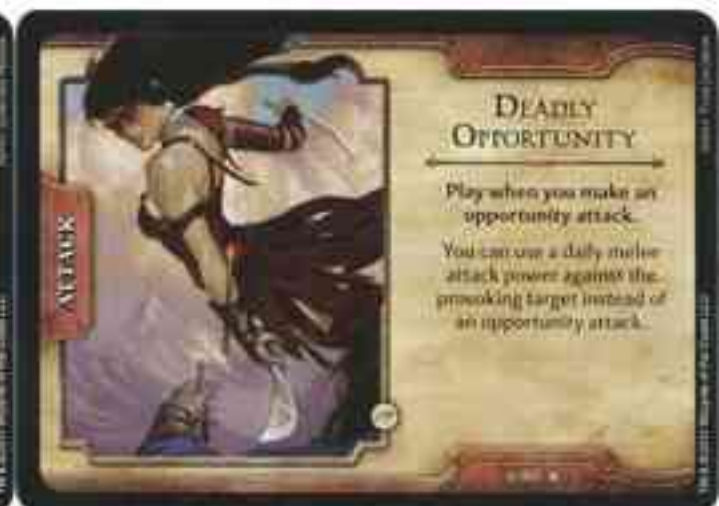 ATTACK
DEADLY
OPPORTUNITY
Play when you make an
opportunity attack.
You can use a daily melee
attack power against the
provoking target instead of
an opportunity attack.